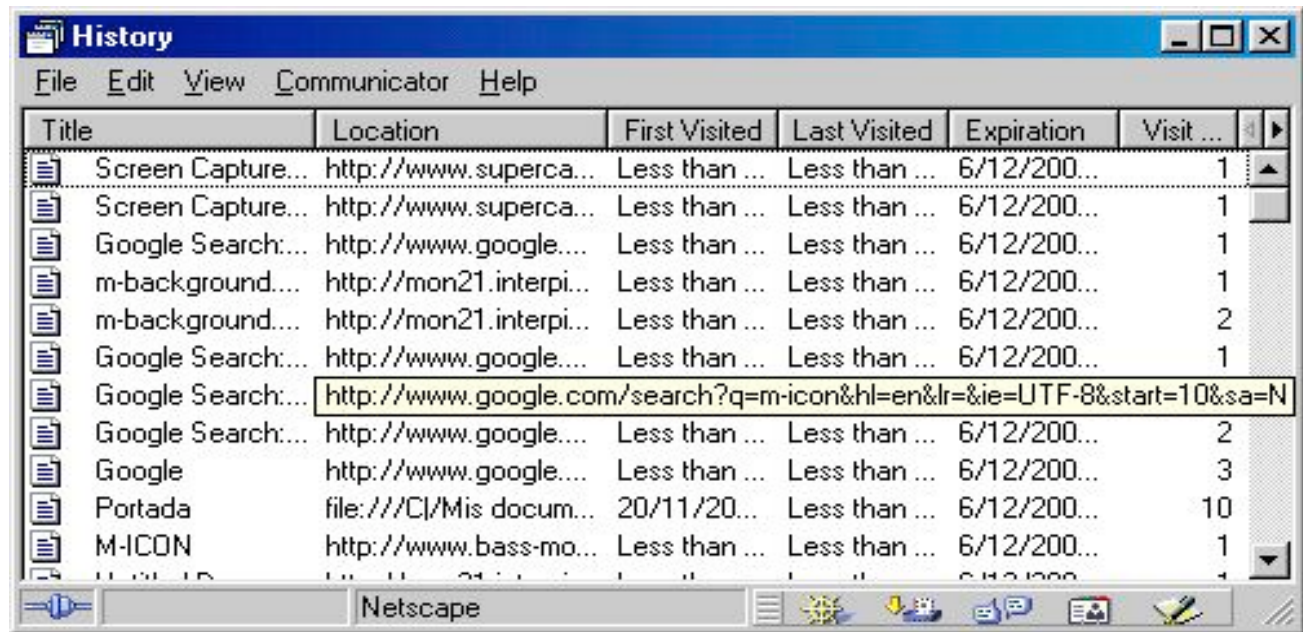 History
File Edit View Communicator Help
Title Location First Visited Last Visited Expiration Visit ...
Screen Capture... http://www.superca... Less than ... Less than ... 6/12/200... 1
Screen Capture... http://www.superca... Less than ... Less than ... 6/12/200... 1
Google Search:... http://www.google.... Less than ... Less than ... 6/12/200... 1
m-background.... http://mon21.interpi... Less than ... Less than ... 6/12/200... 1
m-background.... http://mon21.interpi... Less than ... Less than ... 6/12/200... 2
Google Search:... http://www.google.... Less than ... Less than ... 6/12/200... 1
Google Search:... http://www.google.com/search?q=m-icon&hl=en&lr=&ie=UTF-8&start=10&sa=N
Google Search:... http://www.google.... Less than ... Less than ... 6/12/200... 2
Google http://www.google.... Less than ... Less than ... 6/12/200... 3
Portada file:///C|/Mis docum... 20/11/20... Less than ... 6/12/200... 10
M-ICON http://www.bass-mo... Less than ... Less than ... 6/12/200... 1
Netscape